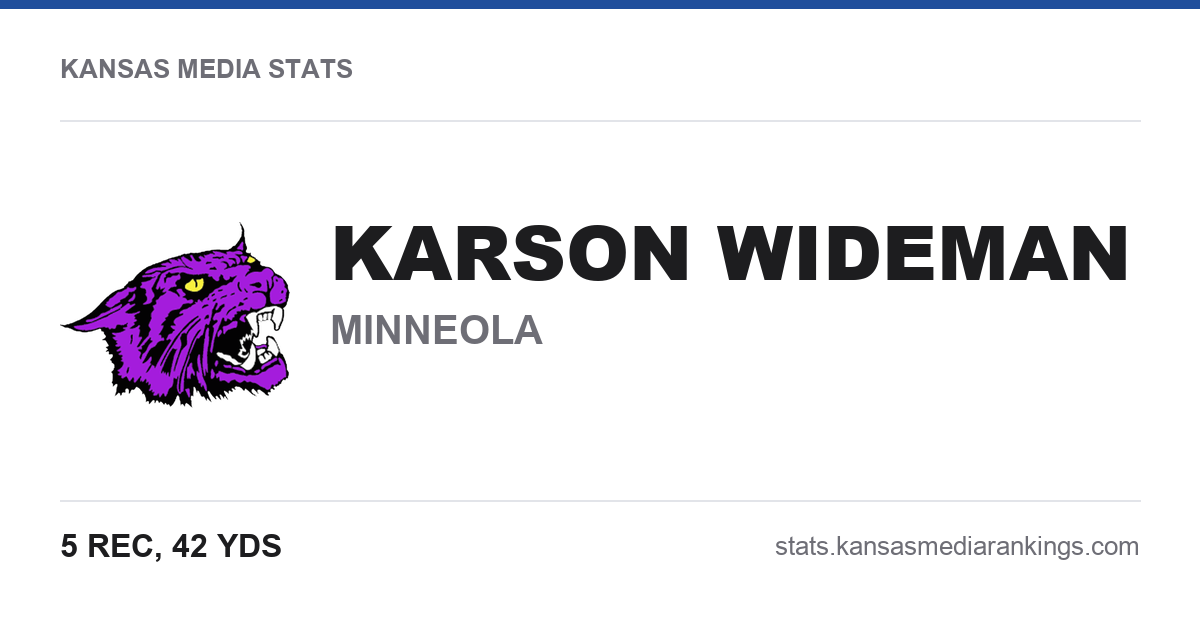 KANSAS MEDIA STATS
KARSON WIDEMAN
MINNEOLA
5 REC, 42 YDS
stats.kansasmediarankings.com